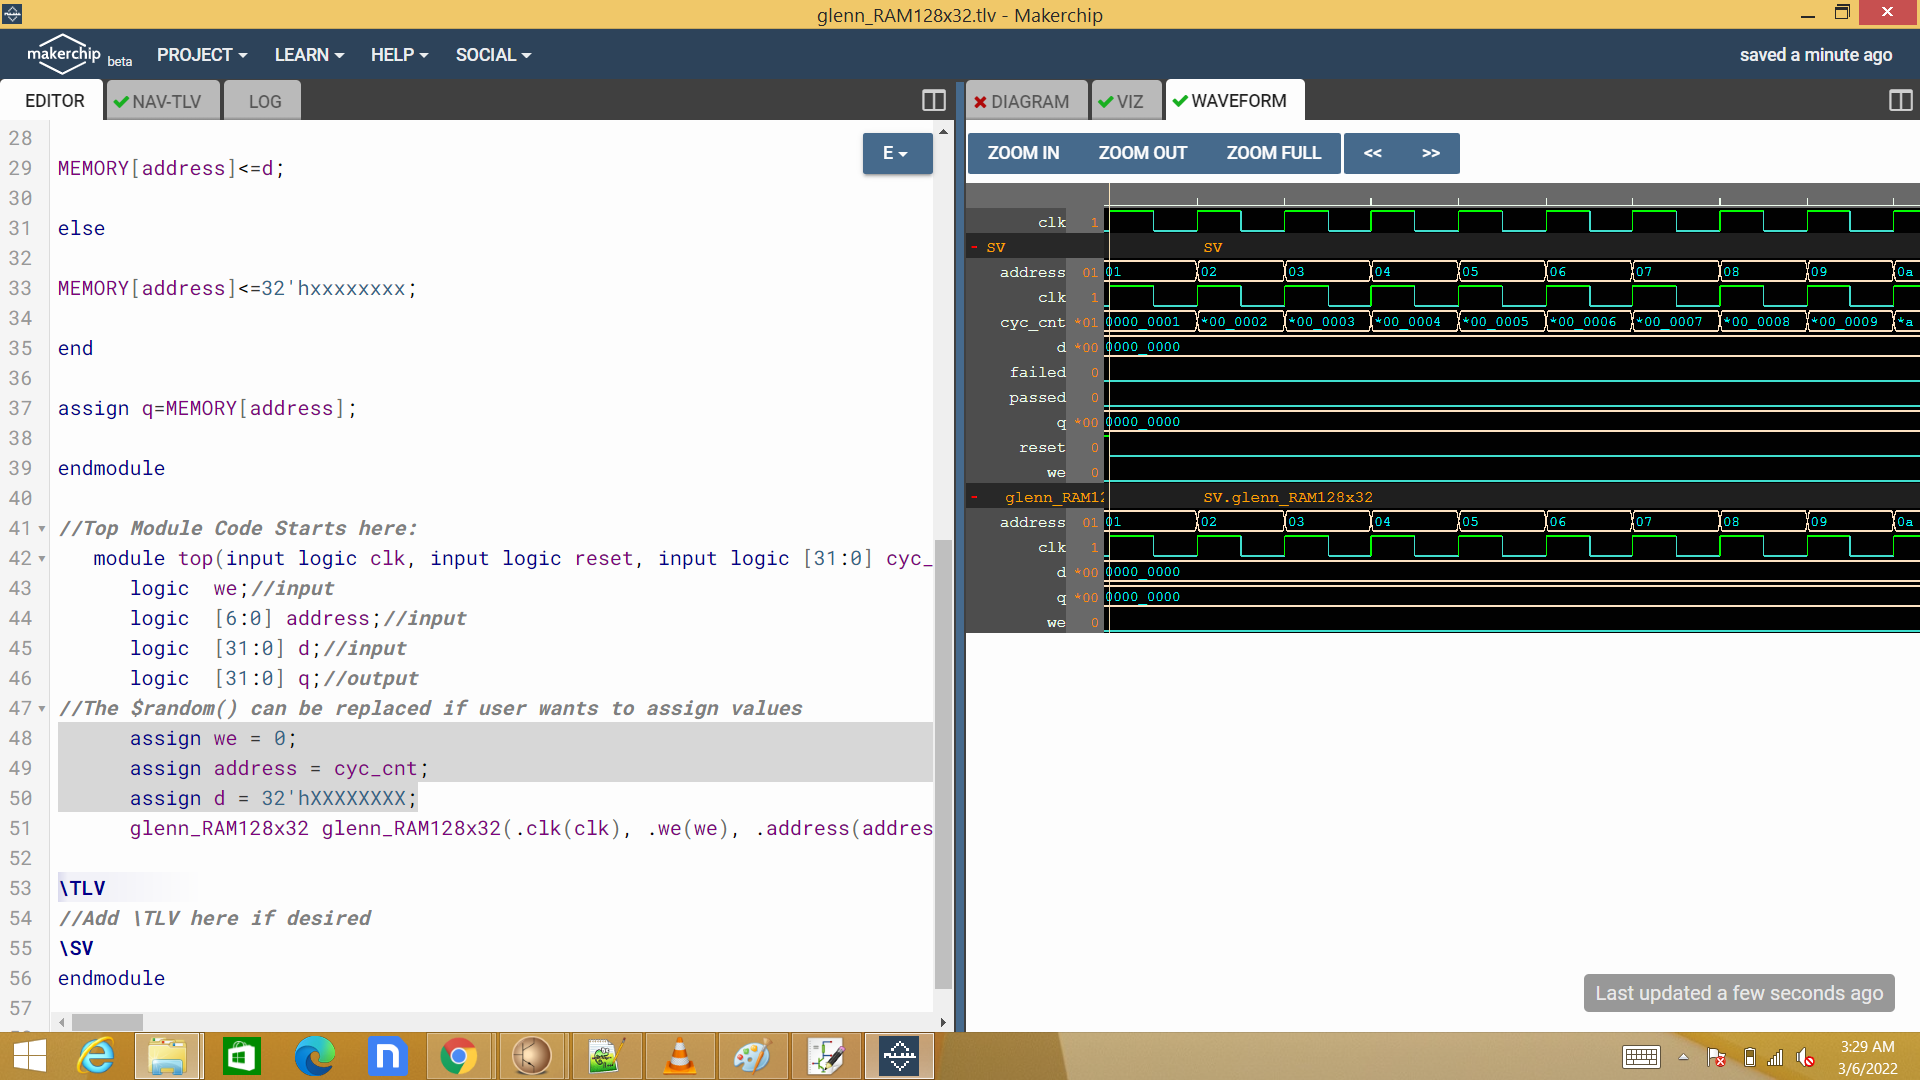 glenn_RAM128x32.tlv - Makerchip
makerchip beta PROJECT LEARN HELP SOCIAL saved a minute ago
EDITOR NAV-TLV LOG
DIAGRAM VIZ WAVEFORM
28
29 MEMORY[address]<=d;
30
31 else
32
33 MEMORY[address]<=32'hxxxxxxxx;
34
35 end
36
37 assign q=MEMORY[address];
38
39 endmodule
40
41 //Top Module Code Starts here:
42 module top(input logic clk, input logic reset, input logic [31:0] cyc_
43 logic we;//input
44 logic [6:0] address;//input
45 logic [31:0] d;//input
46 logic [31:0] q;//output
47 //The $random() can be replaced if user wants to assign values
48 assign we = 0;
49 assign address = cyc_cnt;
50 assign d = 32'hXXXXXXXX;
51 glenn_RAM128x32 glenn_RAM128x32(.clk(clk), .we(we), .address(addres
52
53 \TLV
54 //Add \TLV here if desired
55 \SV
56 endmodule
57
E
ZOOM IN ZOOM OUT ZOOM FULL << >>
clk 1
- SV SV
address 01 01 02 03 04 05 06 07 08 09 0a
clk 1
cyc_cnt *01 0000_0001 *00_0002 *00_0003 *00_0004 *00_0005 *00_0006 *00_0007 *00_0008 *00_0009 *a
d *00 0000_0000
failed 0
passed 0
q *00 0000_0000
reset 0
we 0
- glenn_RAM12 SV.glenn_RAM128x32
address 01 01 02 03 04 05 06 07 08 09 0a
clk 1
d *00 0000_0000
q *00 0000_0000
we 0
Last updated a few seconds ago
3:29 AM
3/6/2022